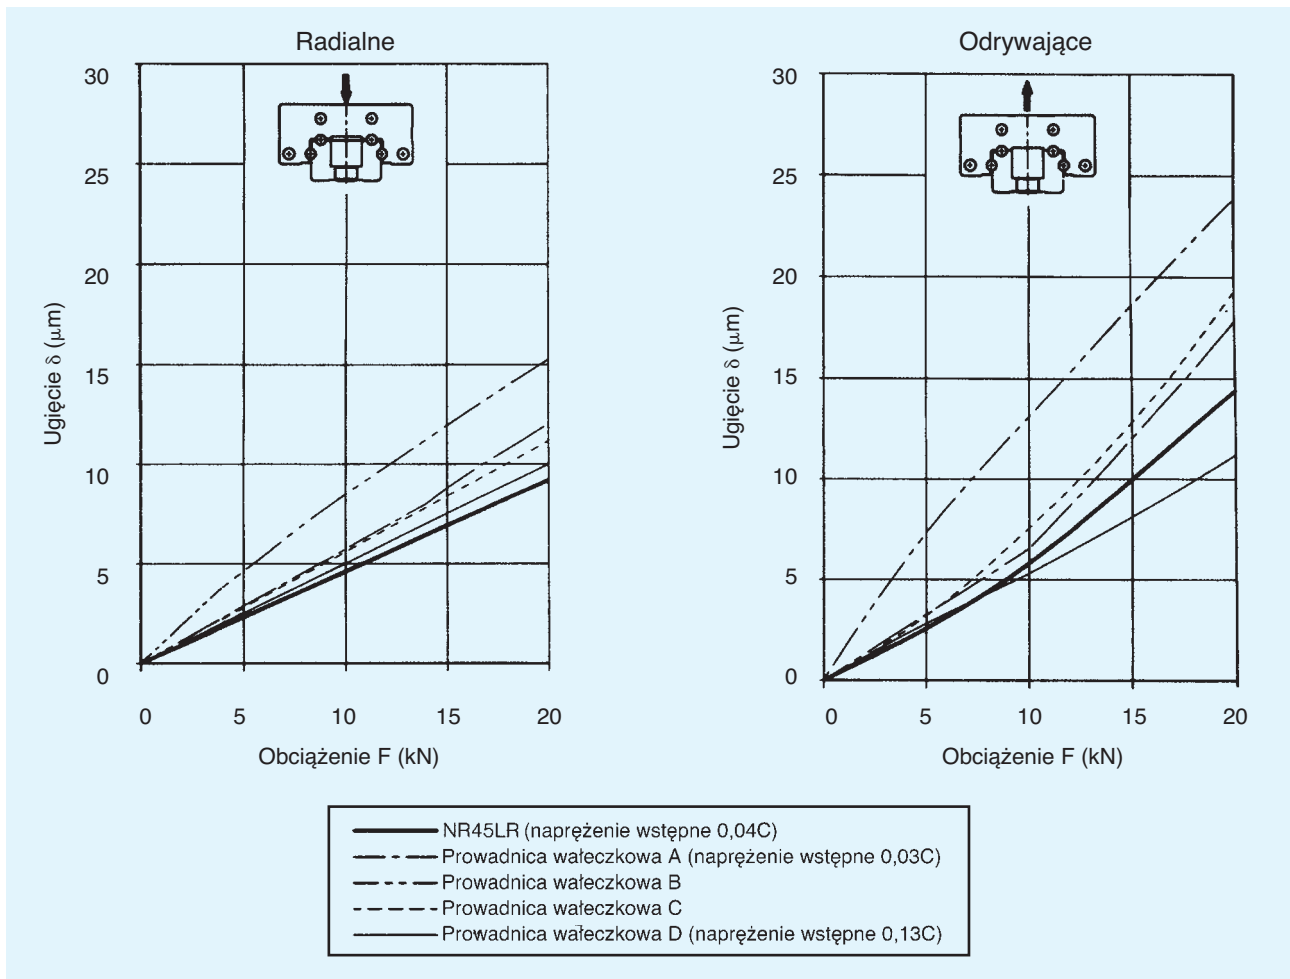 Radialne
30
25
20
15
10
5
0
Ugięcie δ (μm)
0 5 10 15 20
Obciążenie F (kN)
Odrywające
30
25
20
15
10
5
0
Ugięcie δ (μm)
0 5 10 15 20
Obciążenie F (kN)
NR45LR (naprężenie wstępne 0,04C)
Prowadnica wałeczkowa A (naprężenie wstępne 0,03C)
Prowadnica wałeczkowa B
Prowadnica wałeczkowa C
Prowadnica wałeczkowa D (naprężenie wstępne 0,13C)